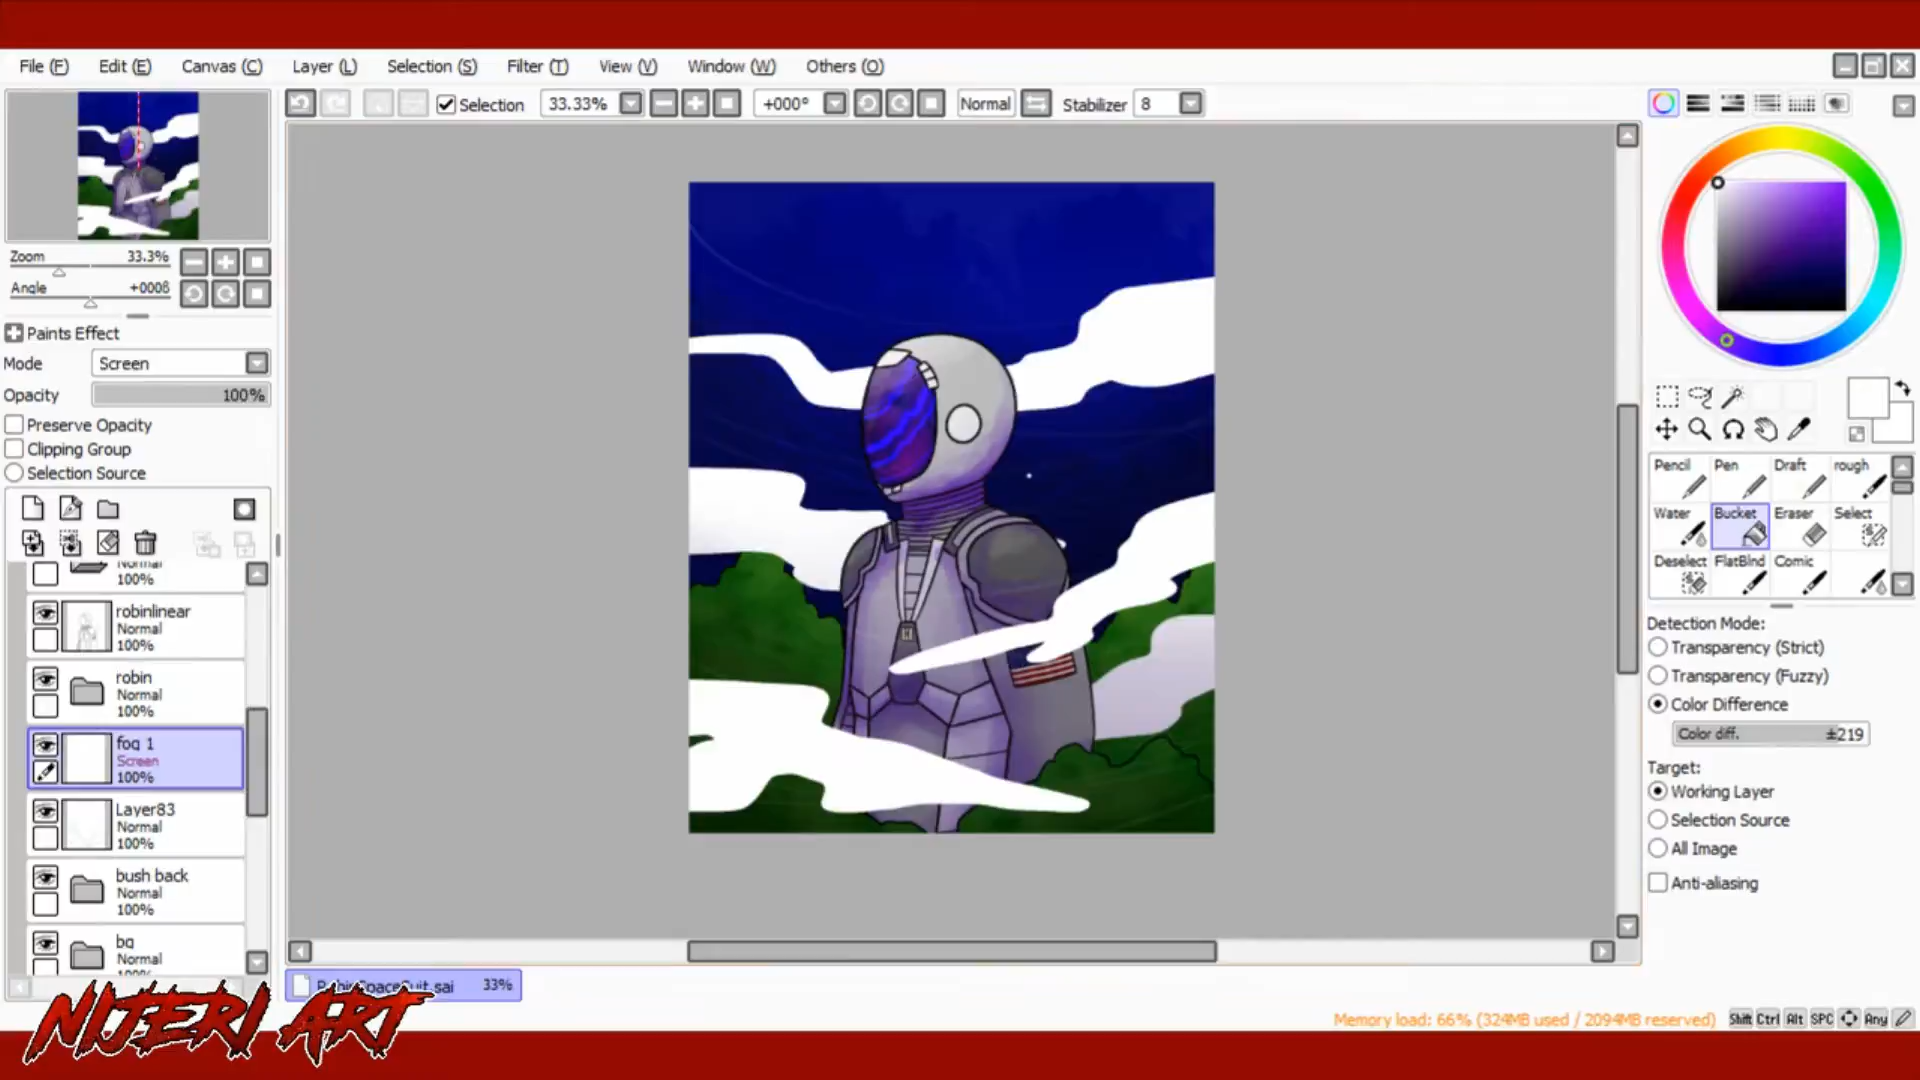 File (F) Edit (E) Canvas (C) Layer (L) Selection (S) Filter (T) View (V) Window (W) Others (O)
Selection 33.33% +000° Normal Stabilizer 8
Zoom 33.3%
Angle +000ß
Paints Effect
Mode Screen
Opacity 100%
Preserve Opacity
Clipping Group
Selection Source
Normal
100%
robinlinear
Normal
100%
robin
Normal
100%
fog 1
Screen
100%
Layer83
Normal
100%
bush back
Normal
100%
bg
Normal
Pencil Pen Draft rough
Water Bucket Eraser Select
Deselect FlatBlnd Comic
Detection Mode:
Transparency (Strict)
Transparency (Fuzzy)
Color Difference
Color diff. ±219
Target:
Working Layer
Selection Source
All Image
Anti-aliasing
RobinSpaceSuit.sai 33%
Memory load: 66% (324MB used / 2094MB reserved) Shift Ctrl Alt SPC Any
NIJERI ART